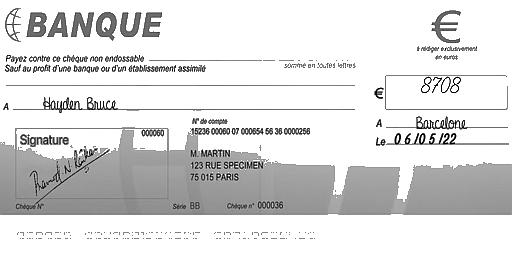 BANQUE
€
à rédiger exclusivement
en euros
Payez contre ce chèque non endossable
Sauf au profit d'une banque ou d'un établissement assimilé
somme en toutes lettres
€ 8708
A Hayden Bruce
A Barcelone
Le 06/05/22
Signature
000060
N° de compte
15236 00060 07 000654 56 36 0000256
M. MARTIN
123 RUE SPECIMEN
75 015 PARIS
Chèque N°
Série BB
Chèque n° 000036